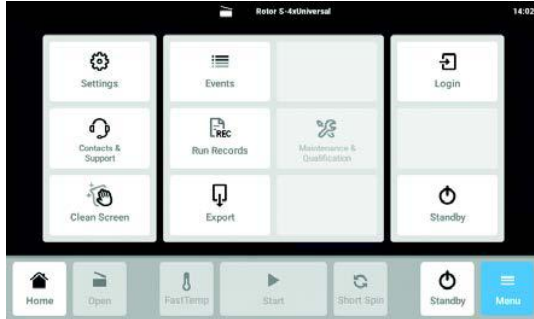 Rotor S-4xUniversal
14:02
Settings
Events
Login
Contacts &
Support
REC
Run Records
Maintenance &
Qualification
Clean Screen
Export
Standby
Home
Open
FastTemp
Start
Short Spin
Standby
Menu